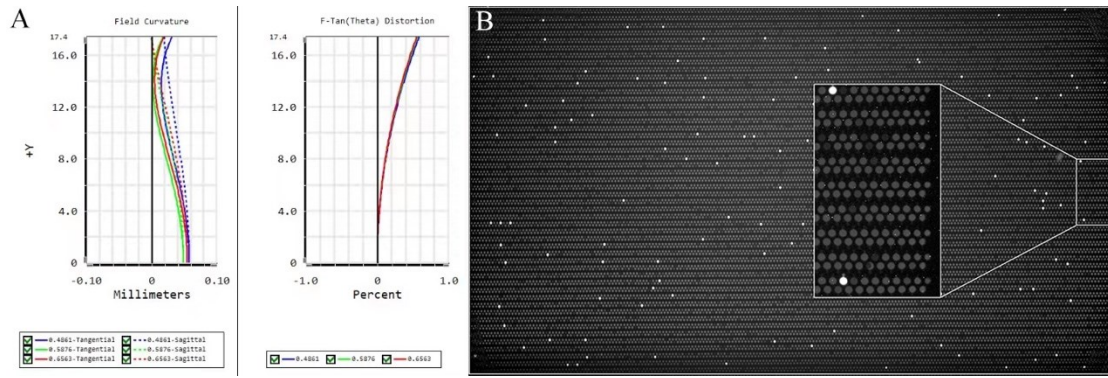 A
Field Curvature
17.4
16.0
12.0
+Y
8.0
4.0
0
-0.10
0
0.10
Millimeters
0.4861-Tangential
0.4861-Sagittal
0.5876-Tangential
0.5876-Sagittal
0.6563-Tangential
0.6563-Sagittal
F-Tan(Theta) Distortion
17.4
16.0
12.0
8.0
4.0
0
-1.0
0
1.0
Percent
0.4861
0.5876
0.6563
B